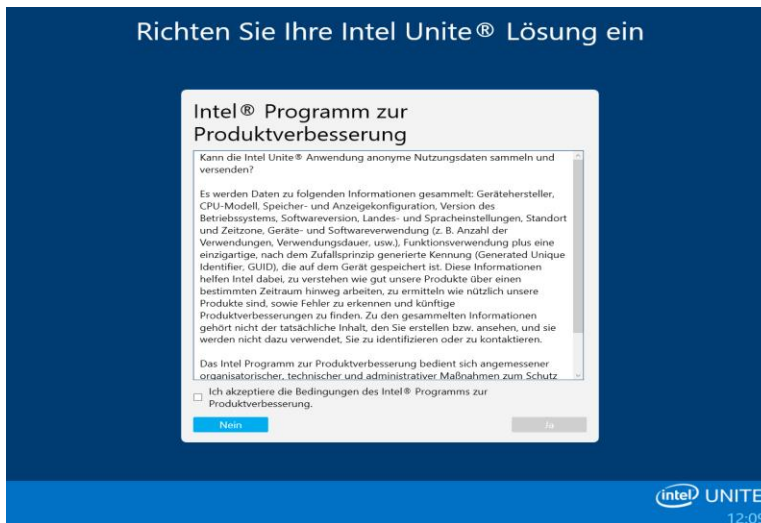 Richten Sie Ihre Intel Unite® Lösung ein
Intel® Programm zur
Produktverbesserung
Kann die Intel Unite® Anwendung anonyme Nutzungsdaten sammeln und
versenden?
Es werden Daten zu folgenden Informationen gesammelt: Gerätehersteller,
CPU-Modell, Speicher- und Anzeigekonfiguration, Version des
Betriebssystems, Softwareversion, Landes- und Spracheinstellungen, Standort
und Zeitzone, Geräte- und Softwareverwendung (z. B. Anzahl der
Verwendungen, Verwendungsdauer, usw.), Funktionsverwendung plus eine
einzigartige, nach dem Zufallsprinzip generierte Kennung (Generated Unique
Identifier, GUID), die auf dem Gerät gespeichert ist. Diese Informationen
helfen Intel dabei, zu verstehen wie gut unsere Produkte über einen
bestimmten Zeitraum hinweg arbeiten, zu ermitteln wie nützlich unsere
Produkte sind, sowie Fehler zu erkennen und künftige
Produktverbesserungen zu finden. Zu den gesammelten Informationen
gehört nicht der tatsächliche Inhalt, den Sie erstellen bzw. ansehen, und sie
werden nicht dazu verwendet, Sie zu identifizieren oder zu kontaktieren.
Das Intel Programm zur Produktverbesserung bedient sich angemessener
organisatorischer, technischer und administrativer Maßnahmen zum Schutz
Ich akzeptiere die Bedingungen des Intel® Programms zur
Produktverbesserung.
Nein
Ja
intel UNITE
12:09